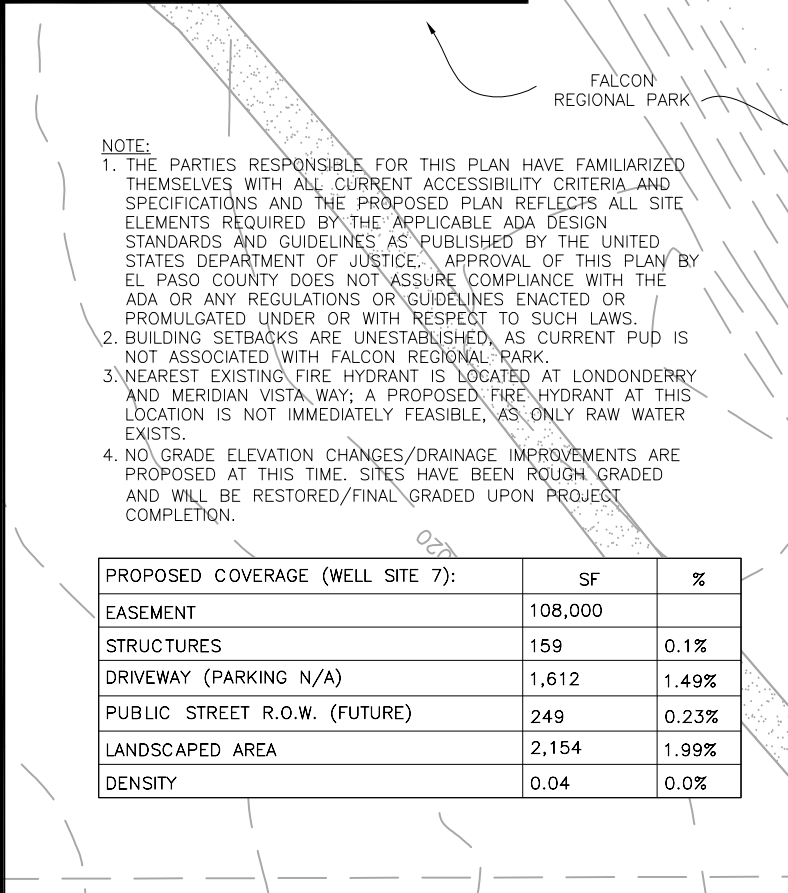 FALCON
REGIONAL PARK
NOTE:
1. THE PARTIES RESPONSIBLE FOR THIS PLAN HAVE FAMILIARIZED
THEMSELVES WITH ALL CURRENT ACCESSIBILITY CRITERIA AND
SPECIFICATIONS AND THE PROPOSED PLAN REFLECTS ALL SITE
ELEMENTS REQUIRED BY THE APPLICABLE ADA DESIGN
STANDARDS AND GUIDELINES AS PUBLISHED BY THE UNITED
STATES DEPARTMENT OF JUSTICE. APPROVAL OF THIS PLAN BY
EL PASO COUNTY DOES NOT ASSURE COMPLIANCE WITH THE
ADA OR ANY REGULATIONS OR GUIDELINES ENACTED OR
PROMULGATED UNDER OR WITH RESPECT TO SUCH LAWS.
2. BUILDING SETBACKS ARE UNESTABLISHED, AS CURRENT PUD IS
NOT ASSOCIATED WITH FALCON REGIONAL PARK.
3. NEAREST EXISTING FIRE HYDRANT IS LOCATED AT LONDONDERRY
AND MERIDIAN VISTA WAY; A PROPOSED FIRE HYDRANT AT THIS
LOCATION IS NOT IMMEDIATELY FEASIBLE, AS ONLY RAW WATER
EXISTS.
4. NO GRADE ELEVATION CHANGES/DRAINAGE IMPROVEMENTS ARE
PROPOSED AT THIS TIME. SITES HAVE BEEN ROUGH GRADED
AND WILL BE RESTORED/FINAL GRADED UPON PROJECT
COMPLETION.
PROPOSED COVERAGE (WELL SITE 7): SF %
EASEMENT 108,000
STRUCTURES 159 0.1%
DRIVEWAY (PARKING N/A) 1,612 1.49%
PUBLIC STREET R.O.W. (FUTURE) 249 0.23%
LANDSCAPED AREA 2,154 1.99%
DENSITY 0.04 0.0%